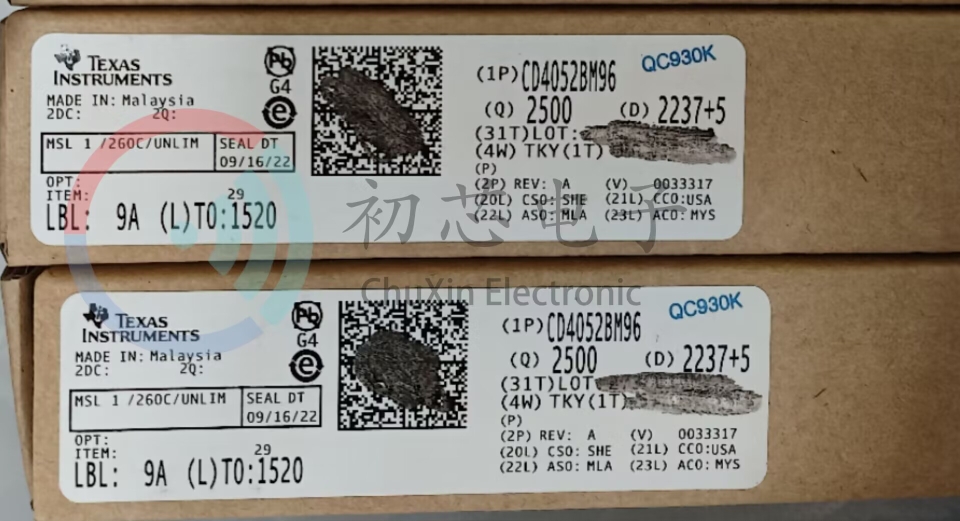 TEXAS
INSTRUMENTS
MADE IN: Malaysia
2DC: 2Q:
MSL 1 /260C/UNLIM
SEAL DT
09/16/22
OPT:
ITEM: 29
LBL: 9A (L)TO:1520
Pb
G4
e
(1P)CD4052BM96
QC930K
(Q) 2500 (D) 2237+5
(31T)LOT:
(4W) TKY(1T)
(P)
(2P) REV: A (V) 0033317
(20L) CSO: SHE (21L) CCO:USA
(22L) ASO: MLA (23L) ACO: MYS
初芯电子
ChuXin Electronic
TEXAS
INSTRUMENTS
MADE IN: Malaysia
2DC: 2Q:
MSL 1 /260C/UNLIM
SEAL DT
09/16/22
OPT:
ITEM: 29
LBL: 9A (L)TO:1520
Pb
G4
e
(1P)CD4052BM96
QC930K
(Q) 2500 (D) 2237+5
(31T)LOT
(4W) TKY(1T)
(P)
(2P) REV: A (V) 0033317
(20L) CSO: SHE (21L) CCO:USA
(22L) ASO: MLA (23L) ACO: MYS